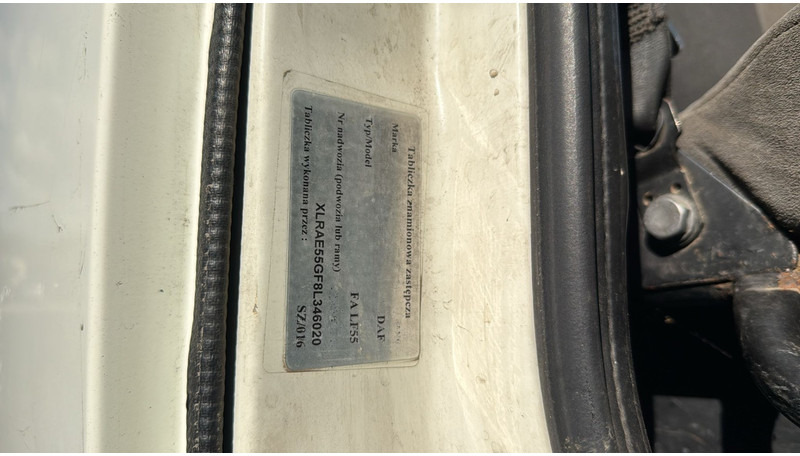 Tabliczka znamionowa zastępcza
Marka DAF
Typ/Model FA LF55
Nr nadwozia (podwozia lub ramy)
XLRAE55GF8L346020
Tabliczka wykonana przez : SZ/016